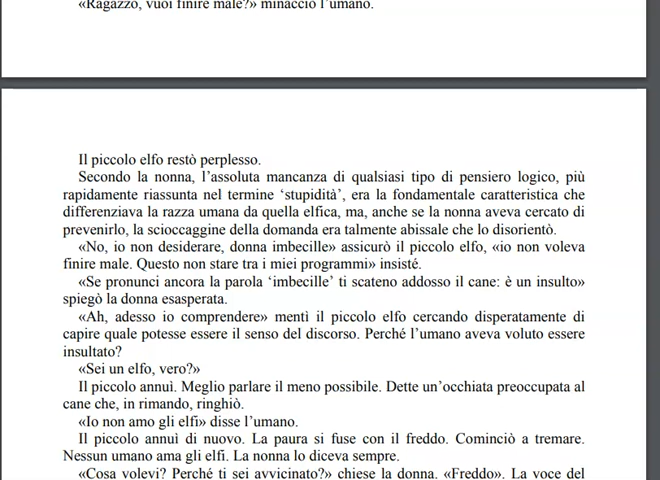 «Ragazzo, vuoi finire male?» minacciò l’umano.
Il piccolo elfo restò perplesso.
Secondo la nonna, l’assoluta mancanza di qualsiasi tipo di pensiero logico, più
rapidamente riassunta nel termine ‘stupidità’, era la fondamentale caratteristica che
differenziava la razza umana da quella elfica, ma, anche se la nonna aveva cercato di
prevenirlo, la scioccaggine della domanda era talmente abissale che lo disorientò.
«No, io non desiderare, donna imbecille» assicurò il piccolo elfo, «io non voleva
finire male. Questo non stare tra i miei programmi» insisté.
«Se pronunci ancora la parola ‘imbecille’ ti scateno addosso il cane: è un insulto»
spiegò la donna esasperata.
«Ah, adesso io comprendere» mentì il piccolo elfo cercando disperatamente di
capire quale potesse essere il senso del discorso. Perché l’umano aveva voluto essere
insultato?
«Sei un elfo, vero?»
Il piccolo annuì. Meglio parlare il meno possibile. Dette un’occhiata preoccupata al
cane che, in rimando, ringhiò.
«Io non amo gli elfi» disse l’umano.
Il piccolo annuì di nuovo. La paura si fuse con il freddo. Cominciò a tremare.
Nessun umano ama gli elfi. La nonna lo diceva sempre.
«Cosa volevi? Perché ti sei avvicinato?» chiese la donna. «Freddo». La voce del